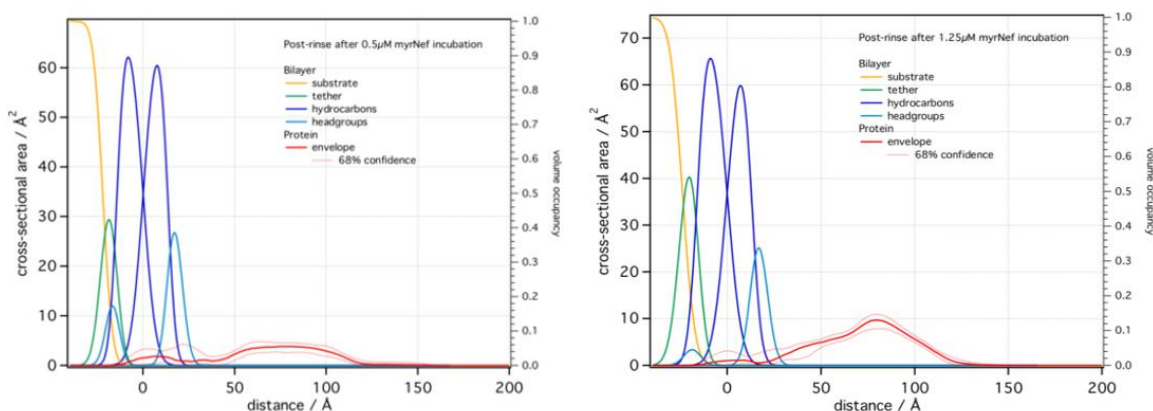 Post-rinse after 0.5µM myrNef incubation
Bilayer
substrate
tether
hydrocarbons
headgroups
Protein
envelope
68% confidence
cross-sectional area / Å²
60
50
40
30
20
10
0
volume occupancy
1.0
0.9
0.8
0.7
0.6
0.5
0.4
0.3
0.2
0.1
0.0
0 50 100 150 200
distance / Å
Post-rinse after 1.25µM myrNef incubation
Bilayer
substrate
tether
hydrocarbons
headgroups
Protein
envelope
68% confidence
cross-sectional area / Å²
70
60
50
40
30
20
10
0
volume occupancy
1.0
0.9
0.8
0.7
0.6
0.5
0.4
0.3
0.2
0.1
0.0
0 50 100 150 200
distance / Å